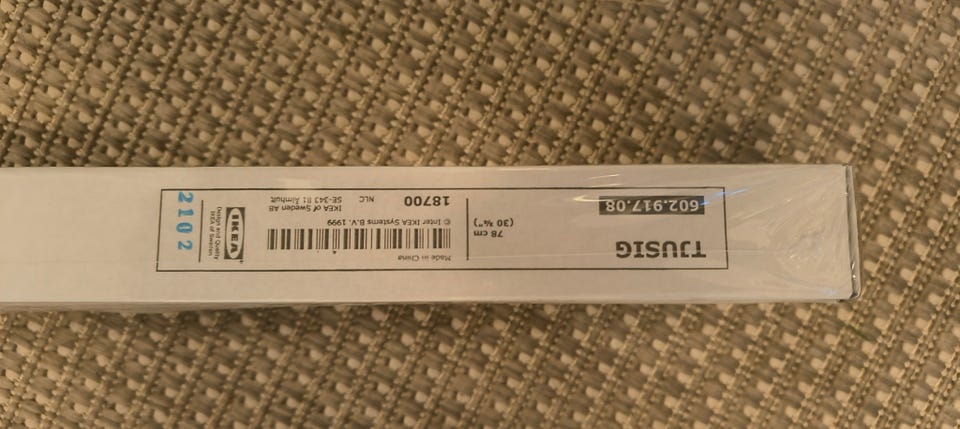 TJUSIG
602.917.08
78 cm
(30 ¾")
Made in China
© Inter IKEA Systems B.V. 1999
18700
NLC
IKEA of Sweden AB
SE-343 81 Älmhult
IKEA
Design and Quality
IKEA of Sweden
2102